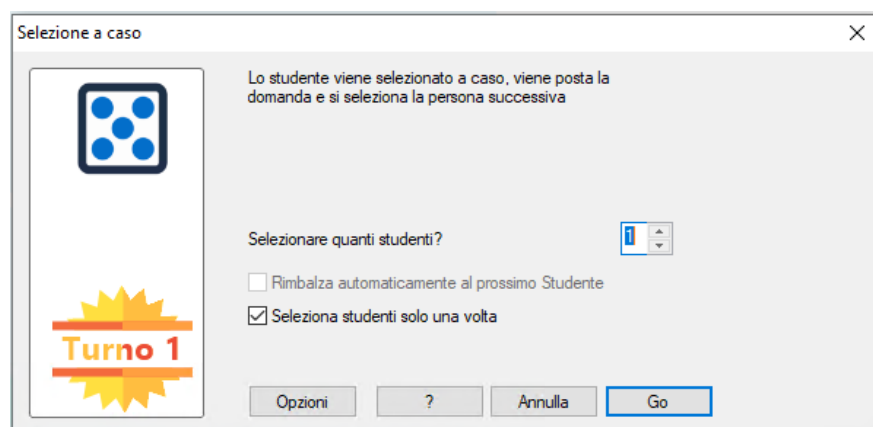 Selezione a caso
Lo studente viene selezionato a caso, viene posta la
domanda e si seleziona la persona successiva
Selezionare quanti studenti?
1
Rimbalza automaticamente al prossimo Studente
Seleziona studenti solo una volta
Turno 1
Opzioni
?
Annulla
Go